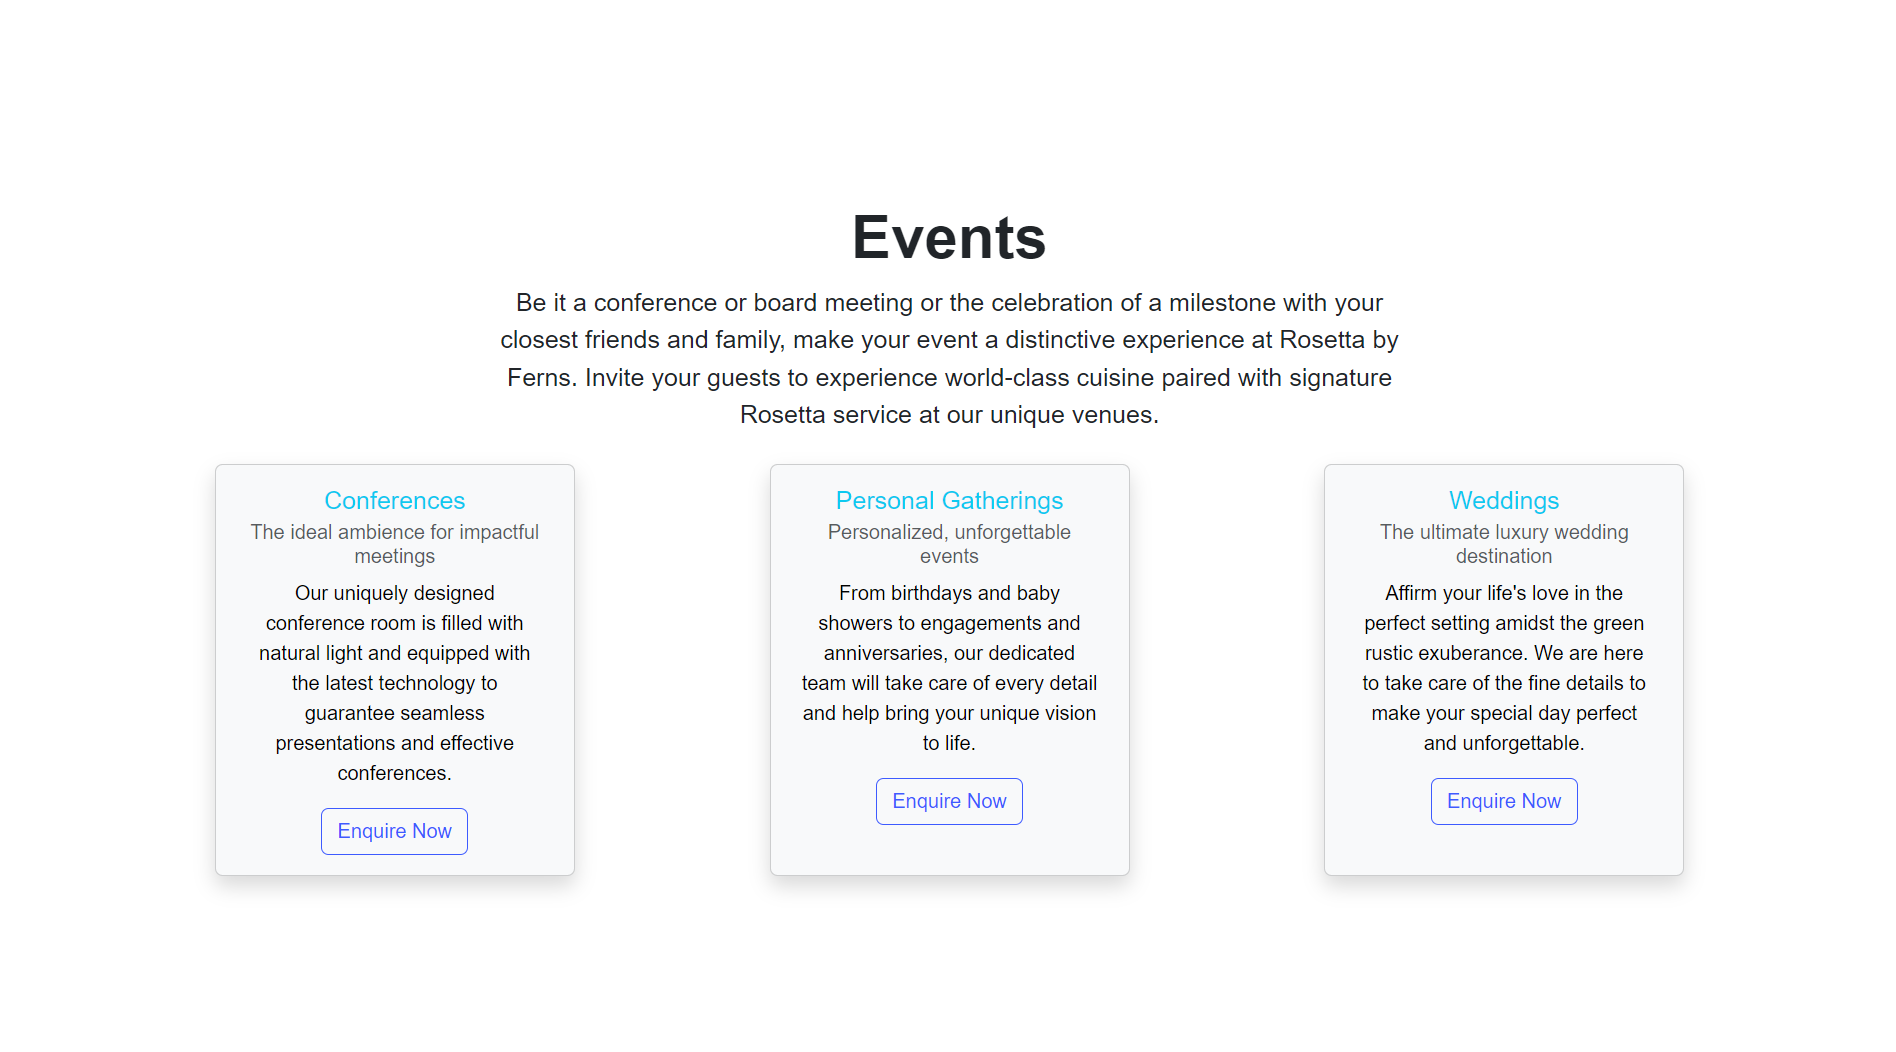 Events
Be it a conference or board meeting or the celebration of a milestone with your
closest friends and family, make your event a distinctive experience at Rosetta by
Ferns. Invite your guests to experience world-class cuisine paired with signature
Rosetta service at our unique venues.
Conferences
The ideal ambience for impactful
meetings
Our uniquely designed
conference room is filled with
natural light and equipped with
the latest technology to
guarantee seamless
presentations and effective
conferences.
Enquire Now
Personal Gatherings
Personalized, unforgettable
events
From birthdays and baby
showers to engagements and
anniversaries, our dedicated
team will take care of every detail
and help bring your unique vision
to life.
Enquire Now
Weddings
The ultimate luxury wedding
destination
Affirm your life's love in the
perfect setting amidst the green
rustic exuberance. We are here
to take care of the fine details to
make your special day perfect
and unforgettable.
Enquire Now